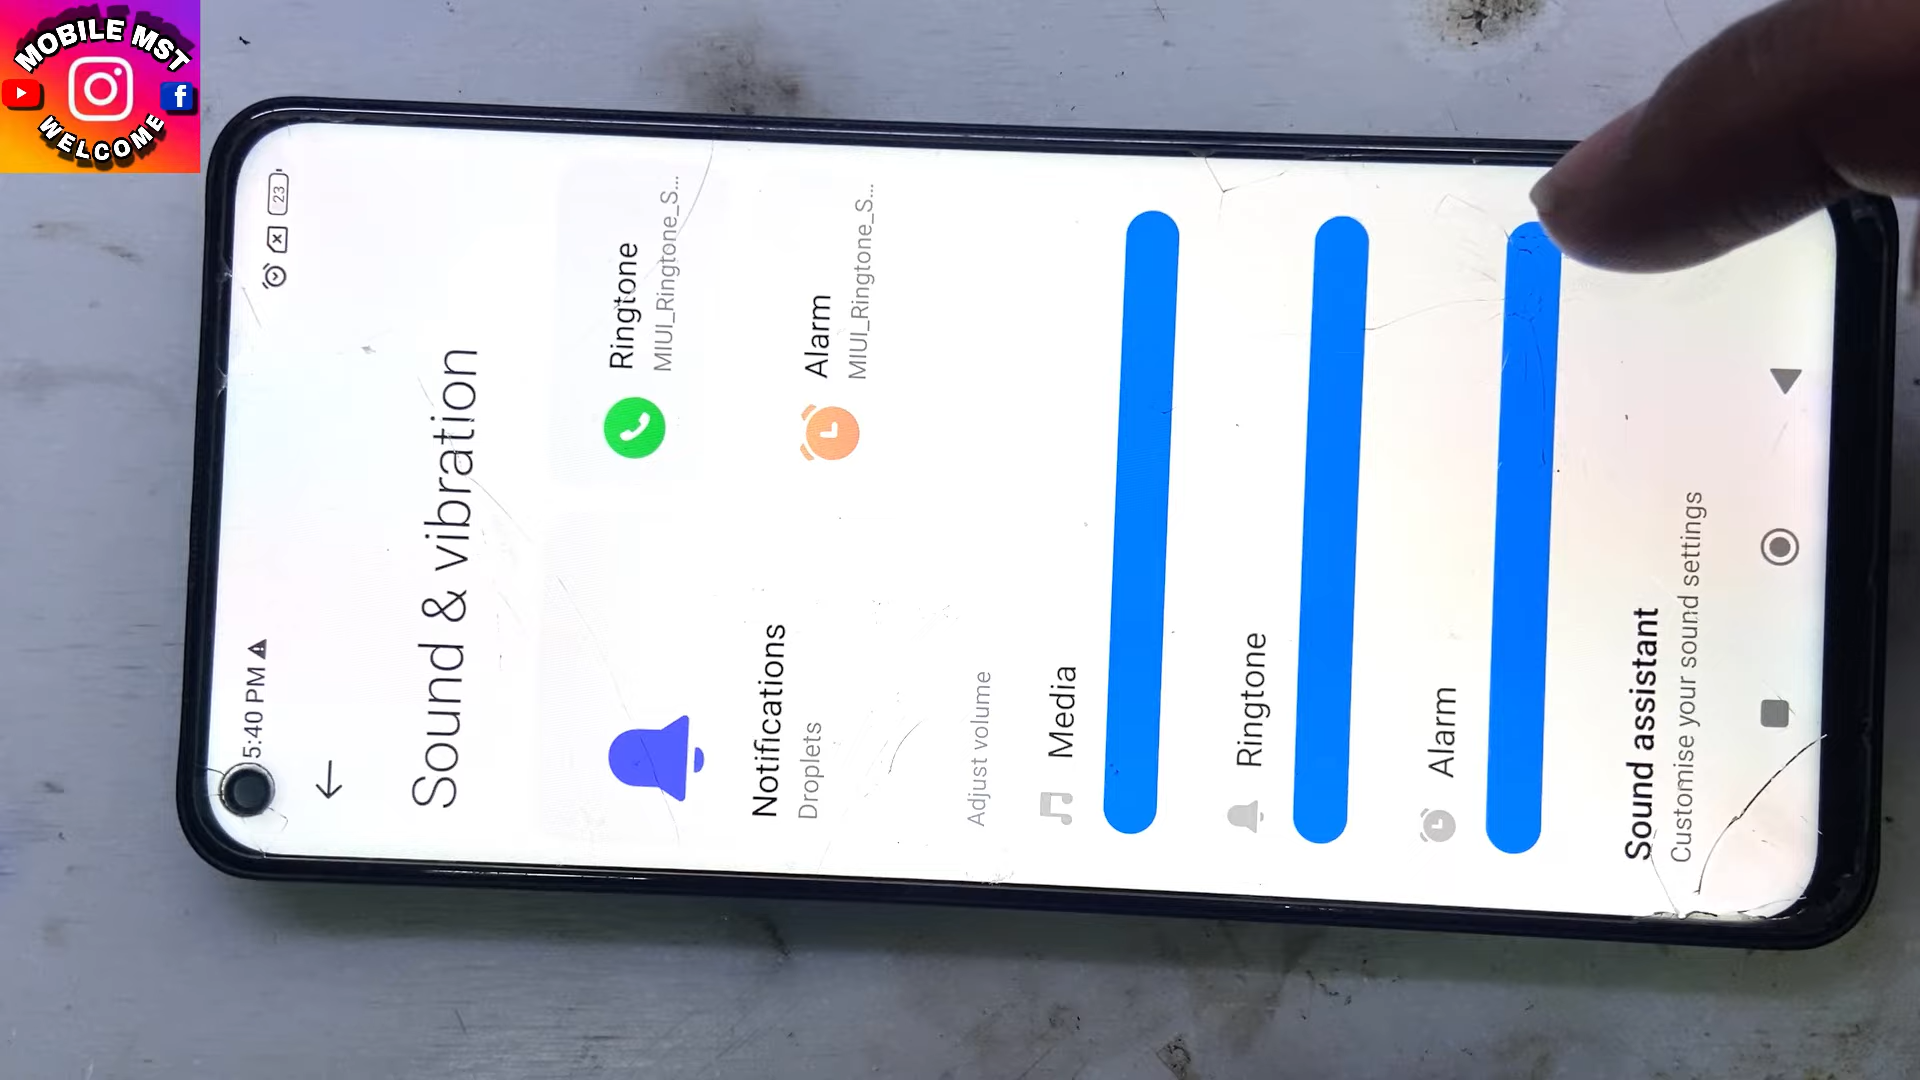 MOBILE MST
WELCOME
5:40 PM
23
Sound & vibration
Notifications
Droplets
Ringtone
MIUI_Ringtone_S...
Alarm
MIUI_Ringtone_S...
Adjust volume
Media
Ringtone
Alarm
Sound assistant
Customise your sound settings